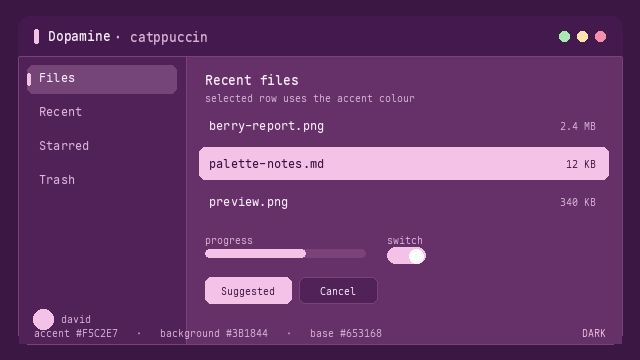 Dopamine · catppuccin
Files
Recent
Starred
Trash
david
Recent files
selected row uses the accent colour
berry-report.png 2.4 MB
palette-notes.md 12 KB
preview.png 340 KB
progress switch
Suggested Cancel
accent #F5C2E7 · background #3B1844 · base #653168 DARK